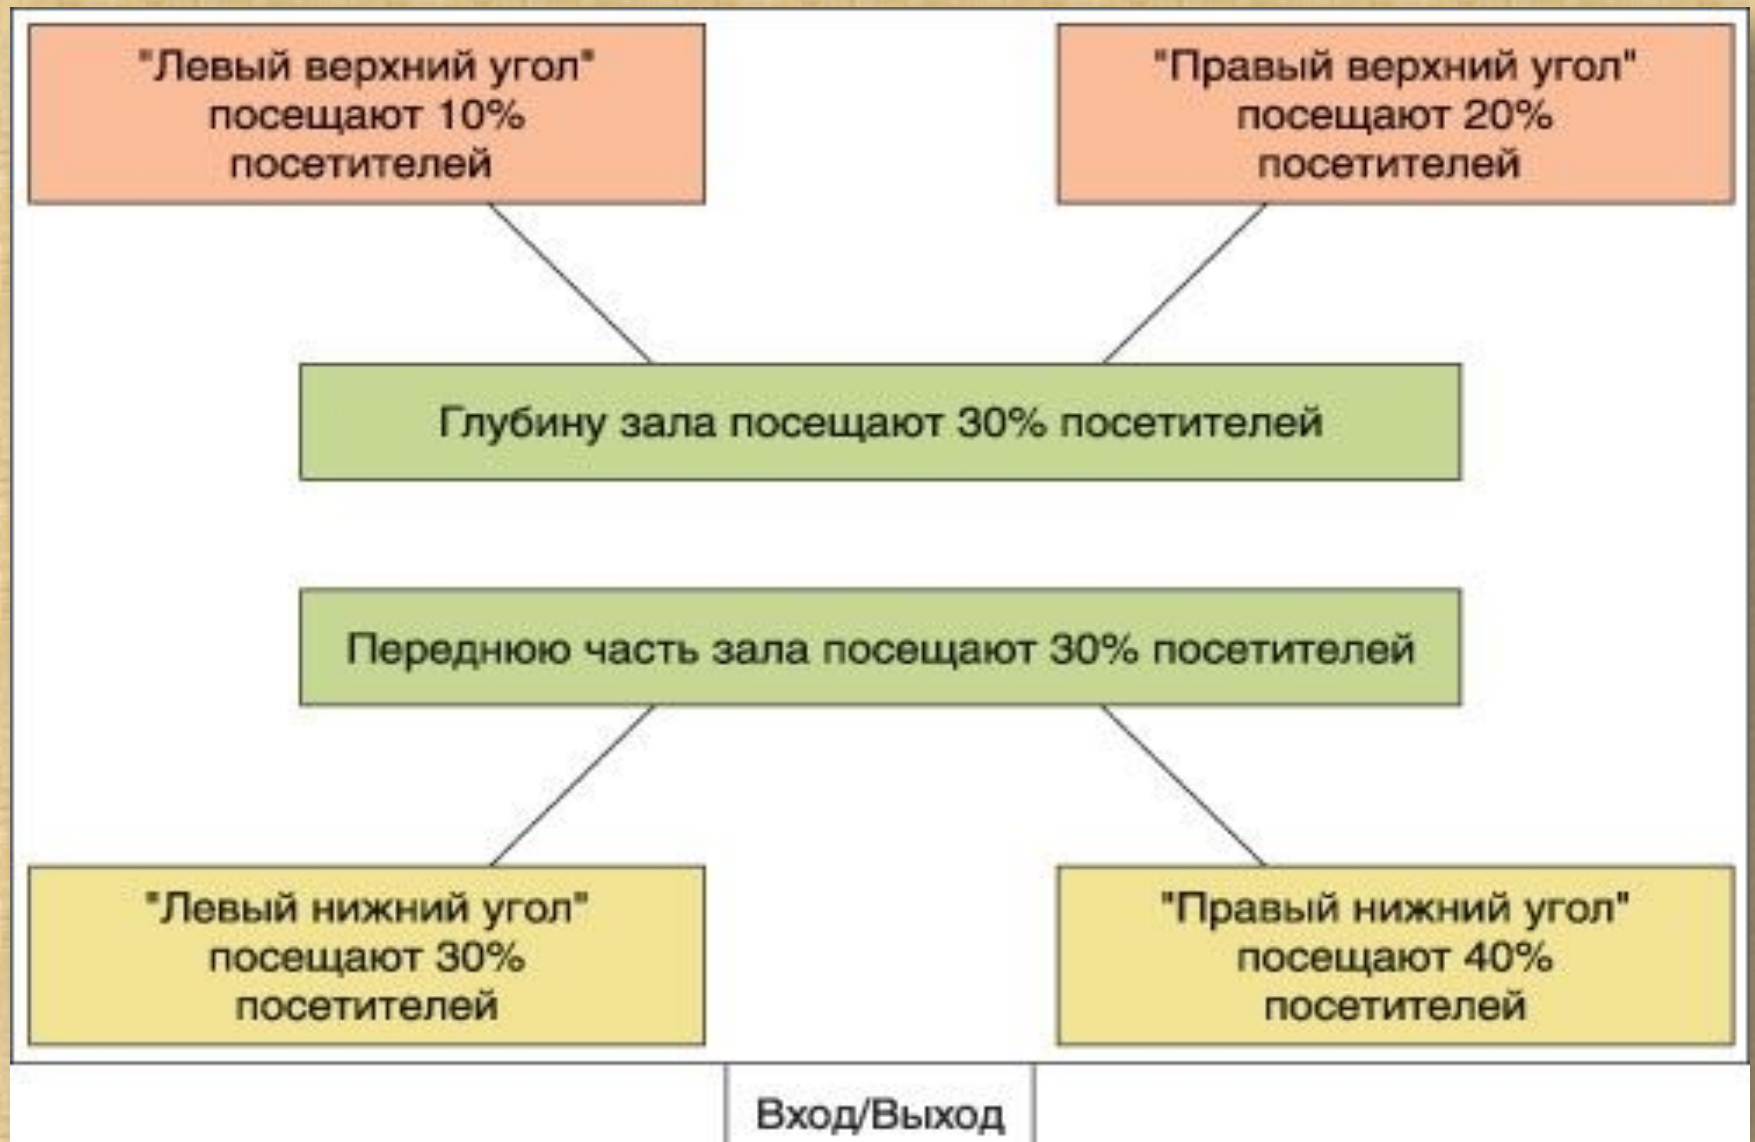 "Левый верхний угол"
посещают 10%
посетителей
"Правый верхний угол"
посещают 20%
посетителей
Глубину зала посещают 30% посетителей
Переднюю часть зала посещают 30% посетителей
"Левый нижний угол"
посещают 30%
посетителей
"Правый нижний угол"
посещают 40%
посетителей
Вход/Выход